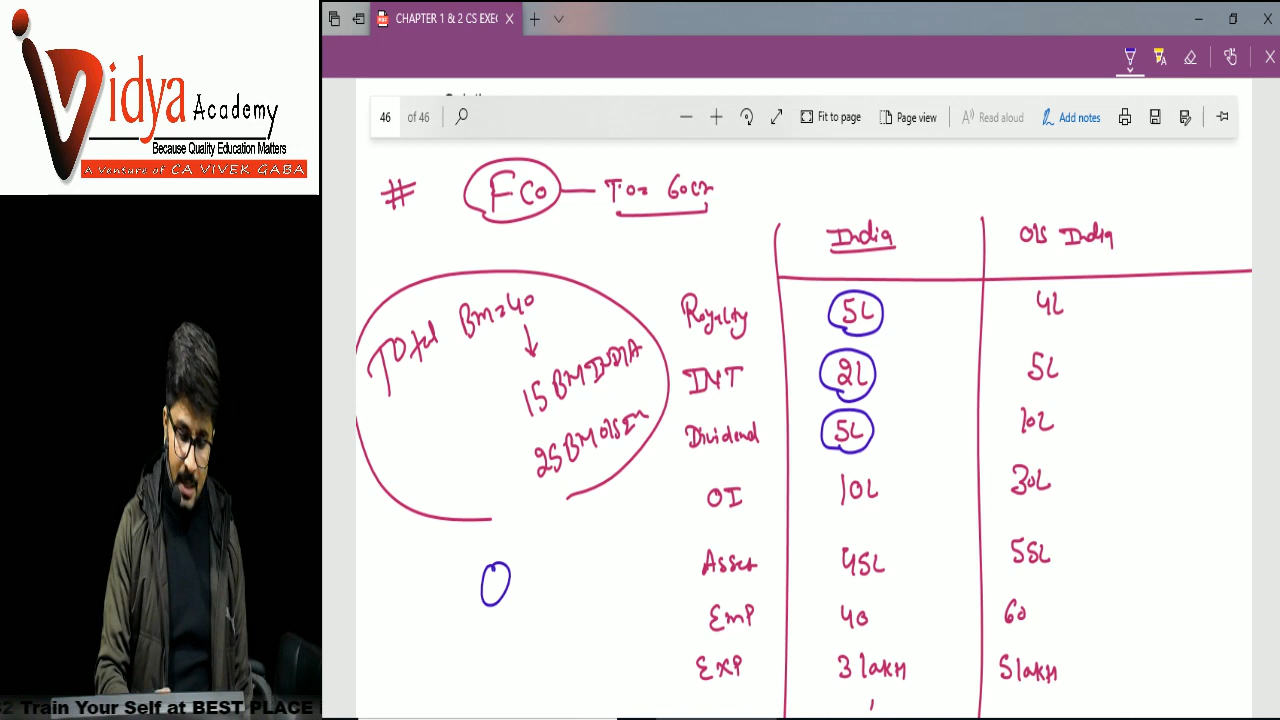 Vidya
Academy
Because Quality Education Matters
A Venture of CA VIVEK GABA
CHAPTER 1 & 2 CS EXEC
46 of 46
Fit to page
Page view
Read aloud
Add notes
# FCo — T.O= 60cr
India O/S India
Royalty 5L 4L
INT 2L 5L
Dividend 5L 10L
OI 10L 30L
Asset 45L 55L
Emp 40 60
EXP 3 lakh 5 lakh
Total BM=40
15 BM INDIA
25 BM O/S IN
Train Your Self at BEST PLACE